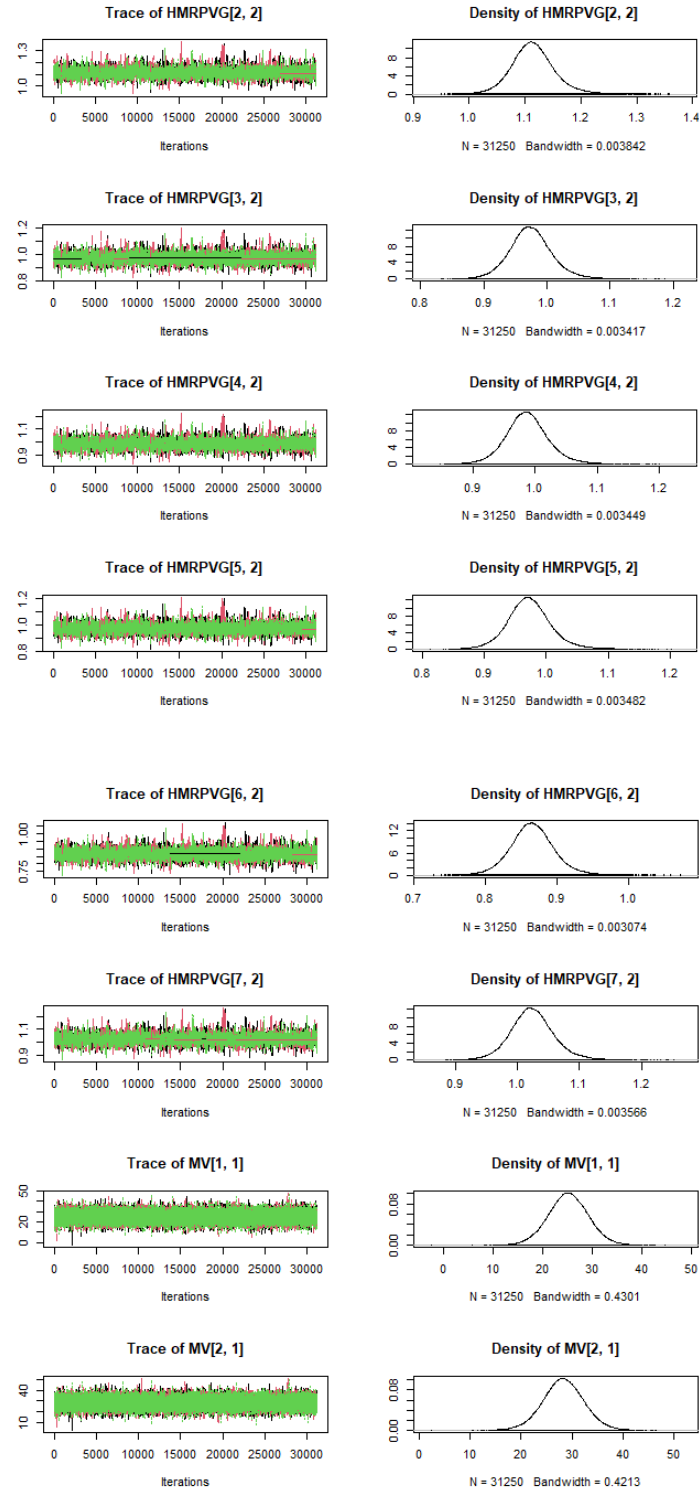 Trace of HMRPVG[2, 2]
1.0 1.3
0 5000 10000 15000 20000 25000 30000
Iterations
Density of HMRPVG[2, 2]
0 4 8
0.9 1.0 1.1 1.2 1.3 1.4
N = 31250 Bandwidth = 0.003842
Trace of HMRPVG[3, 2]
0.8 1.0 1.2
0 5000 10000 15000 20000 25000 30000
Iterations
Density of HMRPVG[3, 2]
0 4 8
0.8 0.9 1.0 1.1 1.2
N = 31250 Bandwidth = 0.003417
Trace of HMRPVG[4, 2]
0.9 1.1
0 5000 10000 15000 20000 25000 30000
Iterations
Density of HMRPVG[4, 2]
0 4 8
0.9 1.0 1.1 1.2
N = 31250 Bandwidth = 0.003449
Trace of HMRPVG[5, 2]
0.8 1.0 1.2
0 5000 10000 15000 20000 25000 30000
Iterations
Density of HMRPVG[5, 2]
0 4 8
0.8 0.9 1.0 1.1 1.2
N = 31250 Bandwidth = 0.003482
Trace of HMRPVG[6, 2]
0.75 1.00
0 5000 10000 15000 20000 25000 30000
Iterations
Density of HMRPVG[6, 2]
0 6 12
0.7 0.8 0.9 1.0
N = 31250 Bandwidth = 0.003074
Trace of HMRPVG[7, 2]
0.9 1.1
0 5000 10000 15000 20000 25000 30000
Iterations
Density of HMRPVG[7, 2]
0 4 8
0.9 1.0 1.1 1.2
N = 31250 Bandwidth = 0.003566
Trace of MV[1, 1]
0 20 50
0 5000 10000 15000 20000 25000 30000
Iterations
Density of MV[1, 1]
0.00 0.08
0 10 20 30 40 50
N = 31250 Bandwidth = 0.4301
Trace of MV[2, 1]
10 40
0 5000 10000 15000 20000 25000 30000
Iterations
Density of MV[2, 1]
0.00 0.08
0 10 20 30 40 50
N = 31250 Bandwidth = 0.4213